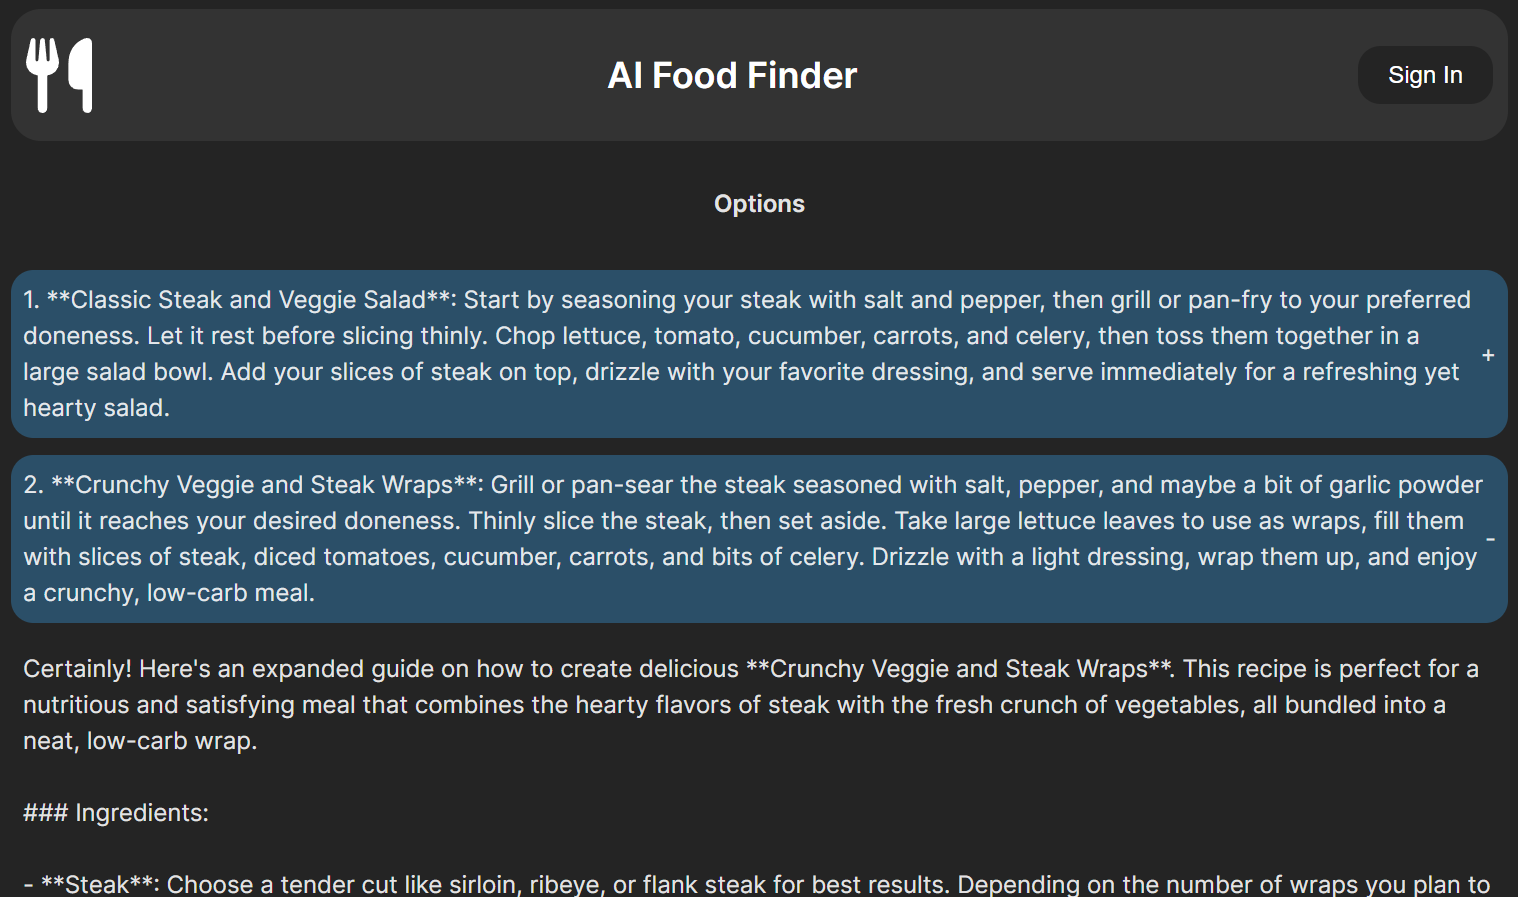 AI Food Finder
Sign In
Options
1. **Classic Steak and Veggie Salad**: Start by seasoning your steak with salt and pepper, then grill or pan-fry to your preferred
doneness. Let it rest before slicing thinly. Chop lettuce, tomato, cucumber, carrots, and celery, then toss them together in a
large salad bowl. Add your slices of steak on top, drizzle with your favorite dressing, and serve immediately for a refreshing yet
hearty salad.
+
2. **Crunchy Veggie and Steak Wraps**: Grill or pan-sear the steak seasoned with salt, pepper, and maybe a bit of garlic powder
until it reaches your desired doneness. Thinly slice the steak, then set aside. Take large lettuce leaves to use as wraps, fill them
with slices of steak, diced tomatoes, cucumber, carrots, and bits of celery. Drizzle with a light dressing, wrap them up, and enjoy
a crunchy, low-carb meal.
-
Certainly! Here's an expanded guide on how to create delicious **Crunchy Veggie and Steak Wraps**. This recipe is perfect for a
nutritious and satisfying meal that combines the hearty flavors of steak with the fresh crunch of vegetables, all bundled into a
neat, low-carb wrap.
### Ingredients:
- **Steak**: Choose a tender cut like sirloin, ribeye, or flank steak for best results. Depending on the number of wraps you plan to